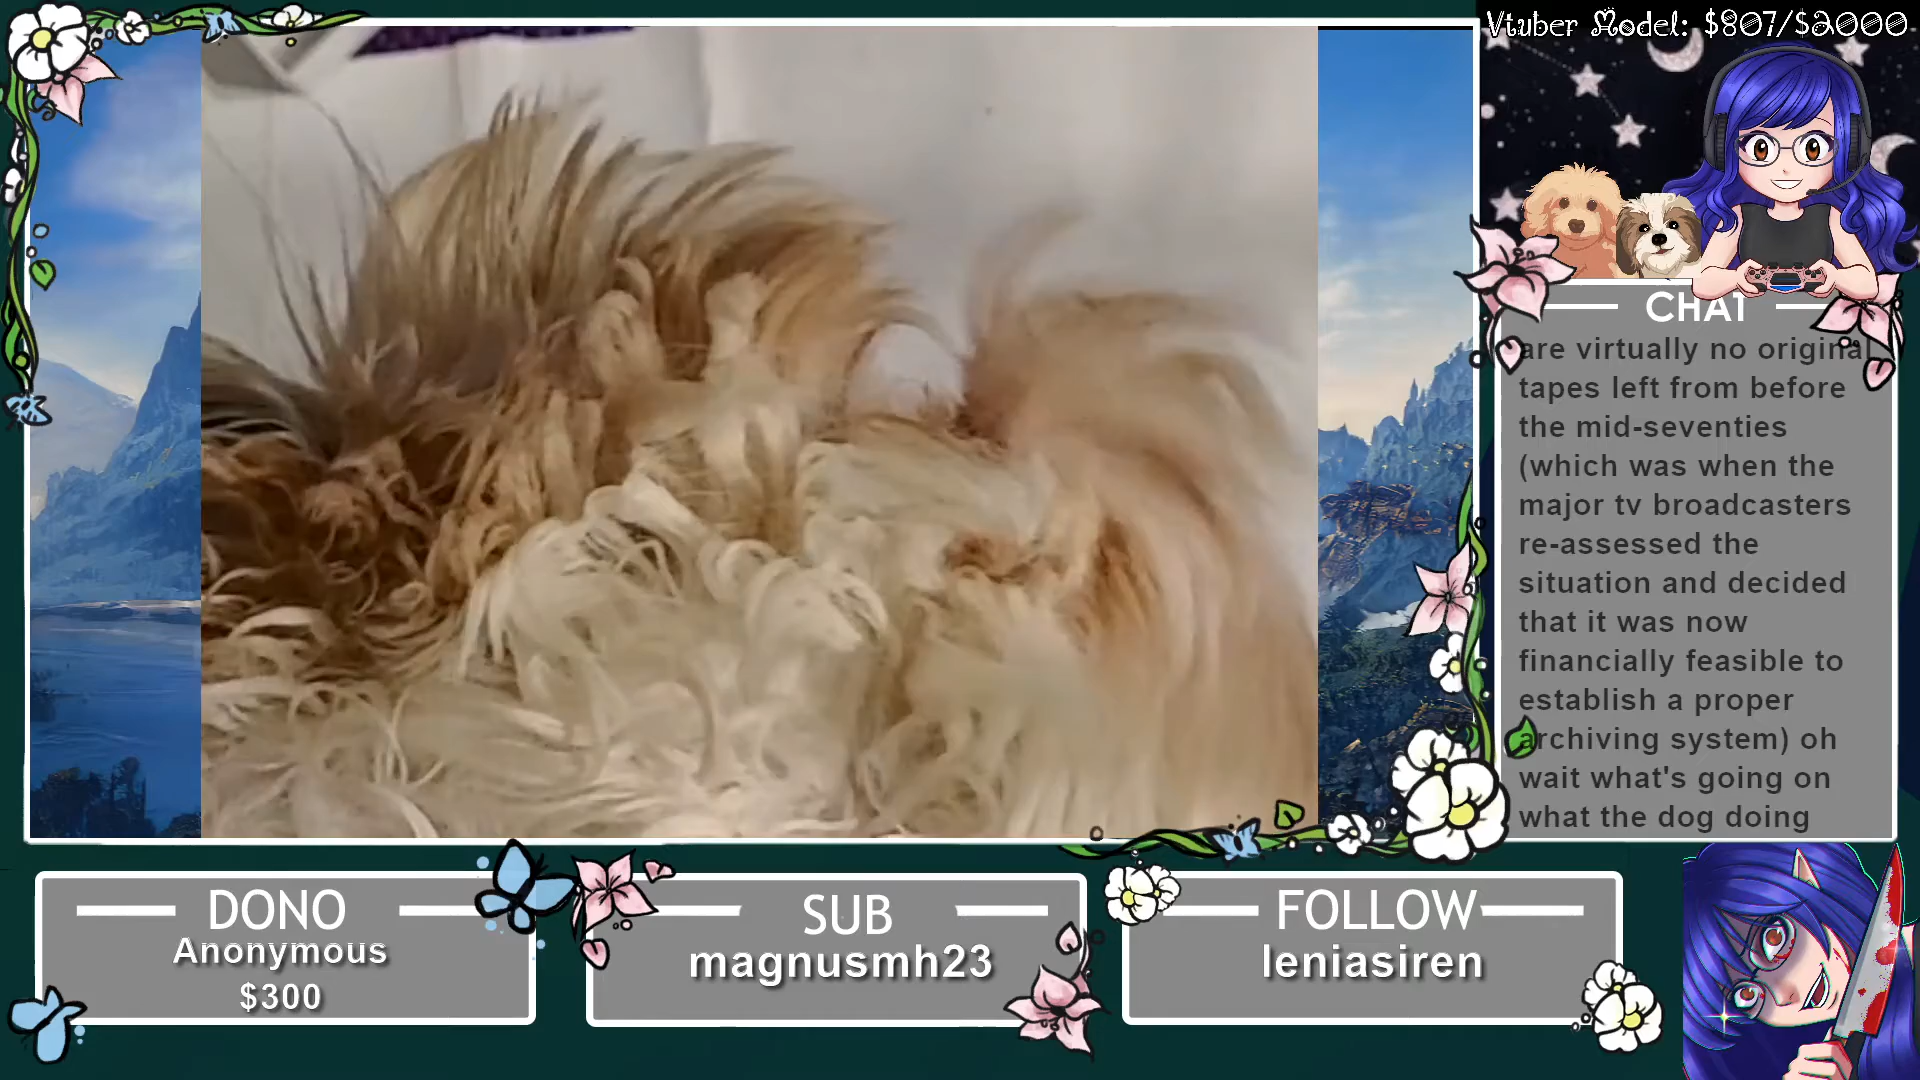 Vtuber Model: $807/$2000
CHAT
are virtually no original
tapes left from before
the mid-seventies
(which was when the
major tv broadcasters
re-assessed the
situation and decided
that it was now
financially feasible to
establish a proper
archiving system) oh
wait what's going on
what the dog doing
DONO
Anonymous
$300
SUB
magnusmh23
FOLLOW
leniasiren